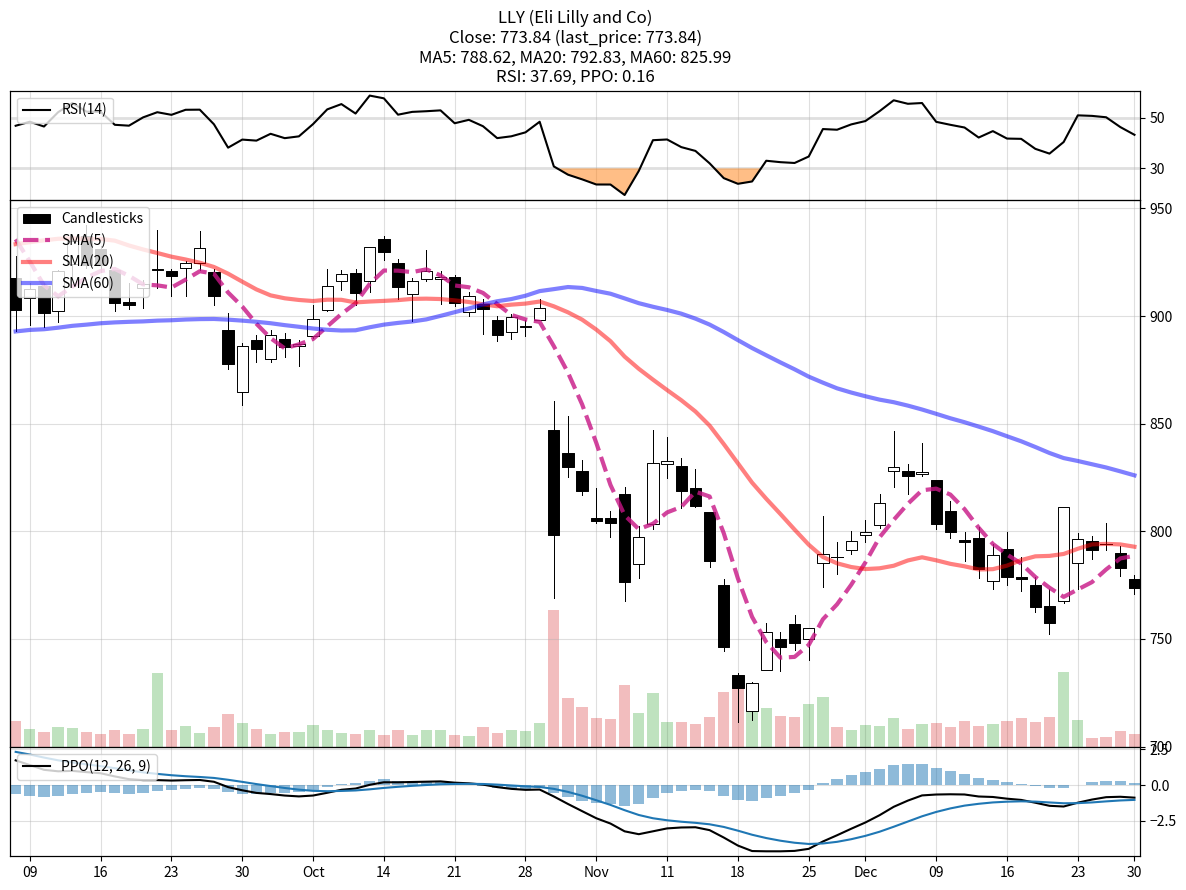 LLY (Eli Lilly and Co)
Close: 773.84 (last_price: 773.84)
MA5: 788.62, MA20: 792.83, MA60: 825.99
RSI: 37.69, PPO: 0.16
RSI(14)
50
30
Candlesticks
SMA(5)
SMA(20)
SMA(60)
950
900
850
800
750
700
PPO(12, 26, 9)
2.5
0.0
−2.5
09 16 23 30 Oct 14 21 28 Nov 11 18 25 Dec 09 16 23 30